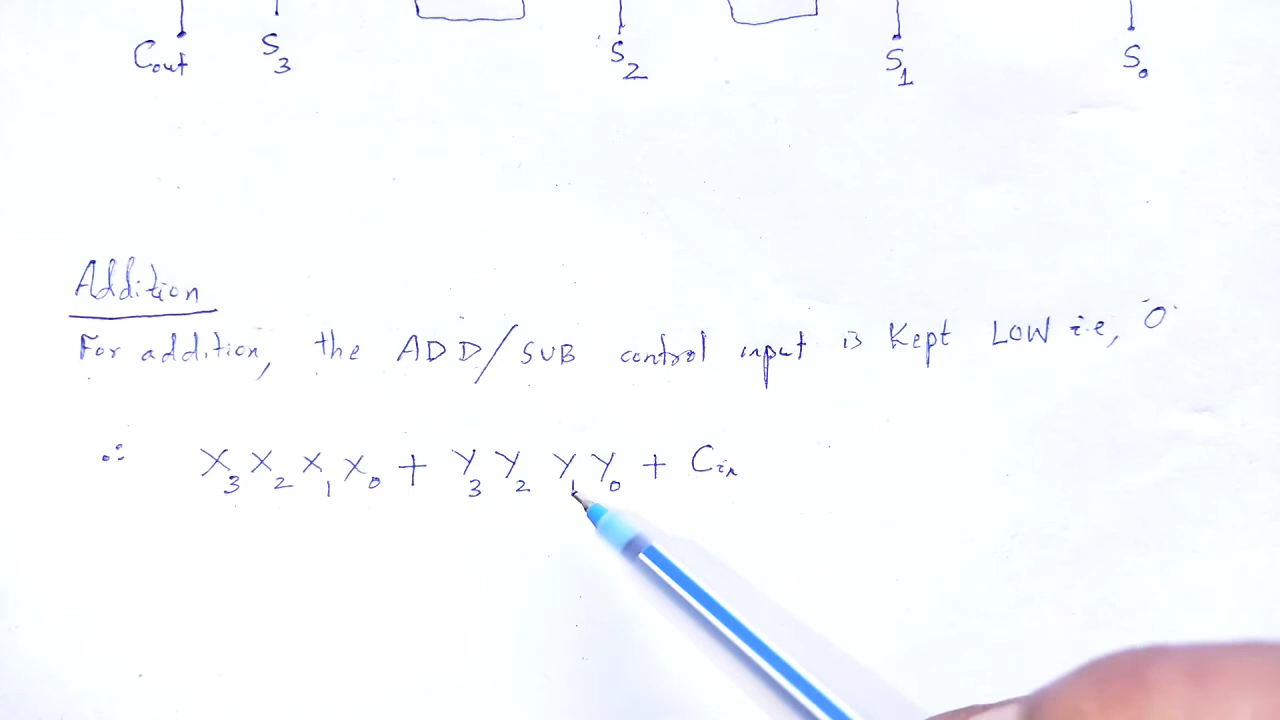 Cout S3 S2 S1 S0
Addition
For addition, the ADD/SUB control input is kept LOW i.e, '0'
∴ X3 X2 X1 X0 + Y3 Y2 Y1 Y0 + Cin